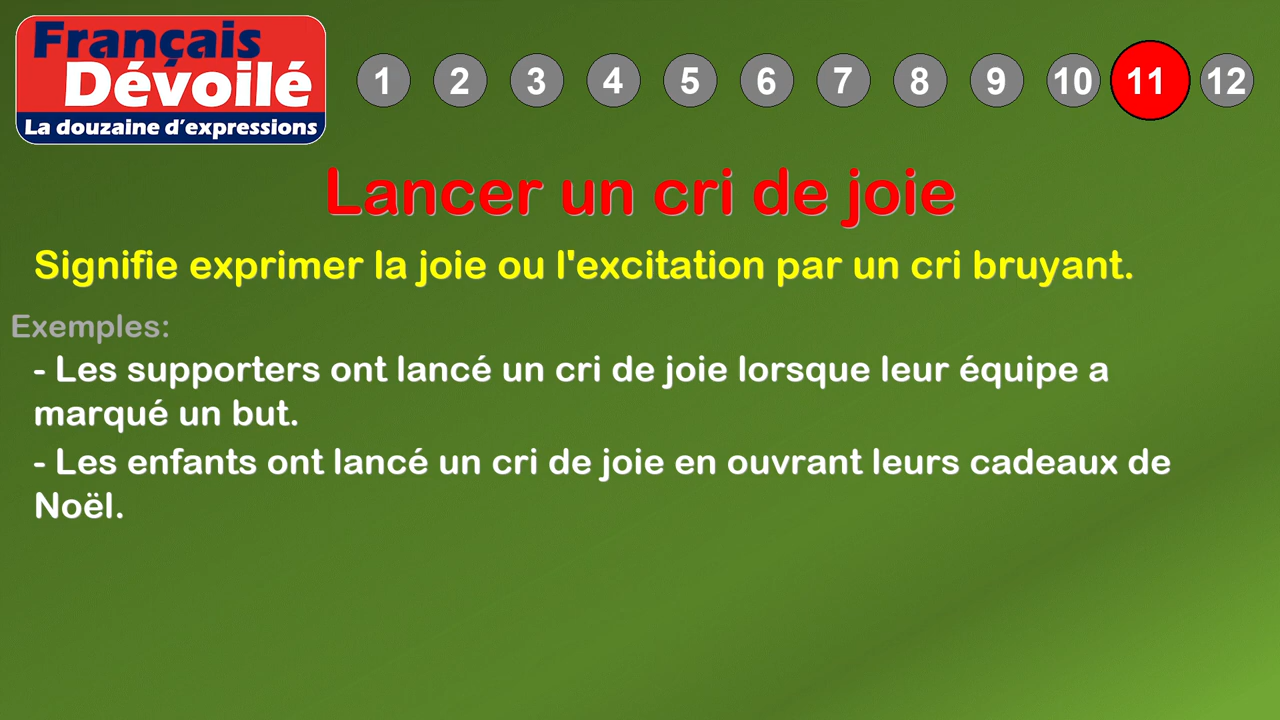 Français
Dévoilé
La douzaine d'expressions
1 2 3 4 5 6 7 8 9 10 11 12
Lancer un cri de joie
Signifie exprimer la joie ou l'excitation par un cri bruyant.
Exemples:
- Les supporters ont lancé un cri de joie lorsque leur équipe a
marqué un but.
- Les enfants ont lancé un cri de joie en ouvrant leurs cadeaux de
Noël.